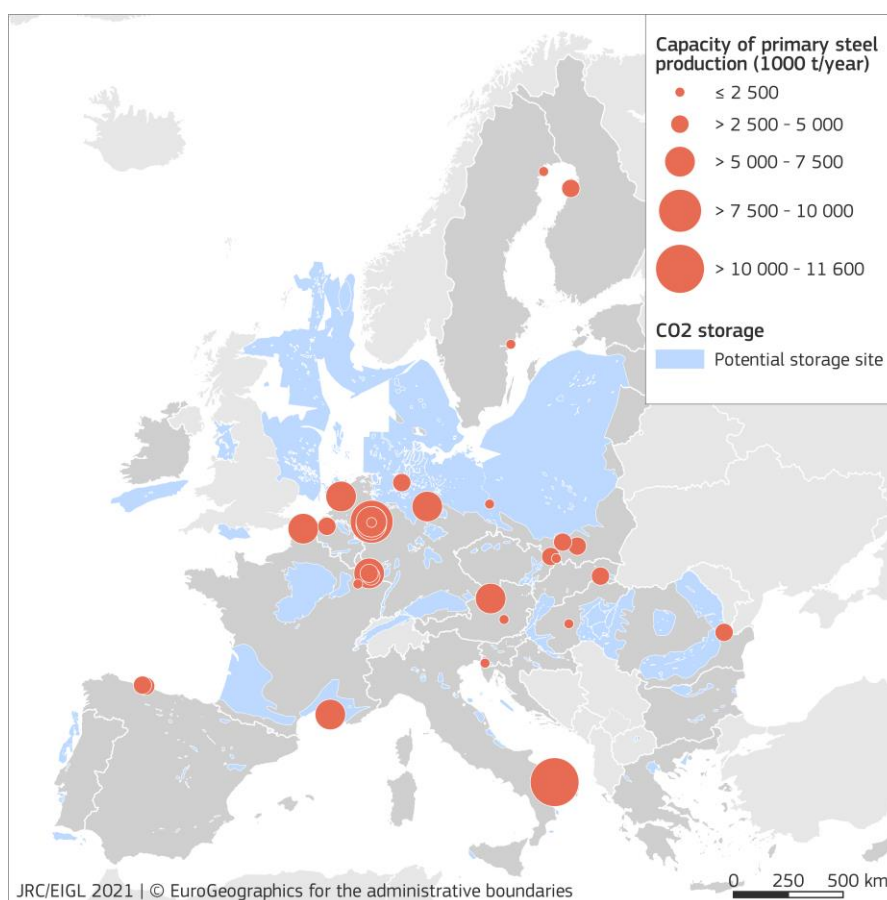 Capacity of primary steel
production (1000 t/year)
≤ 2 500
> 2 500 - 5 000
> 5 000 - 7 500
> 7 500 - 10 000
> 10 000 - 11 600
CO2 storage
Potential storage site
JRC/EIGL 2021 | © EuroGeographics for the administrative boundaries
0 250 500 km